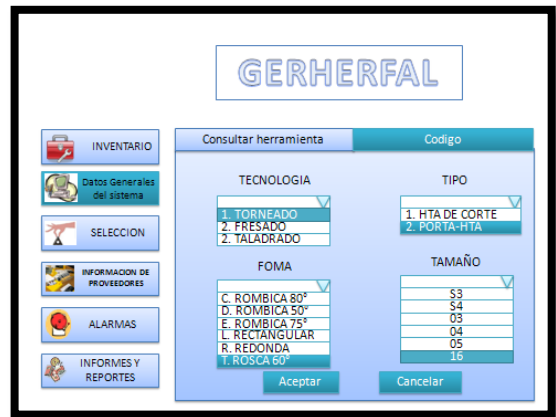 GERHERFAL
INVENTARIO
Datos Generales
del sistema
SELECCION
INFORMACION DE
PROVEEDORES
ALARMAS
INFORMES Y
REPORTES
Consultar herramienta
Codigo
TECNOLOGIA
1. TORNEADO
2. FRESADO
2. TALADRADO
TIPO
1. HTA DE CORTE
2. PORTA-HTA
FOMA
C. ROMBICA 80°
D. ROMBICA 50°
E. ROMBICA 75°
L. RECTANGULAR
R. REDONDA
T. ROSCA 60°
TAMAÑO
S3
S4
03
04
05
16
Aceptar
Cancelar